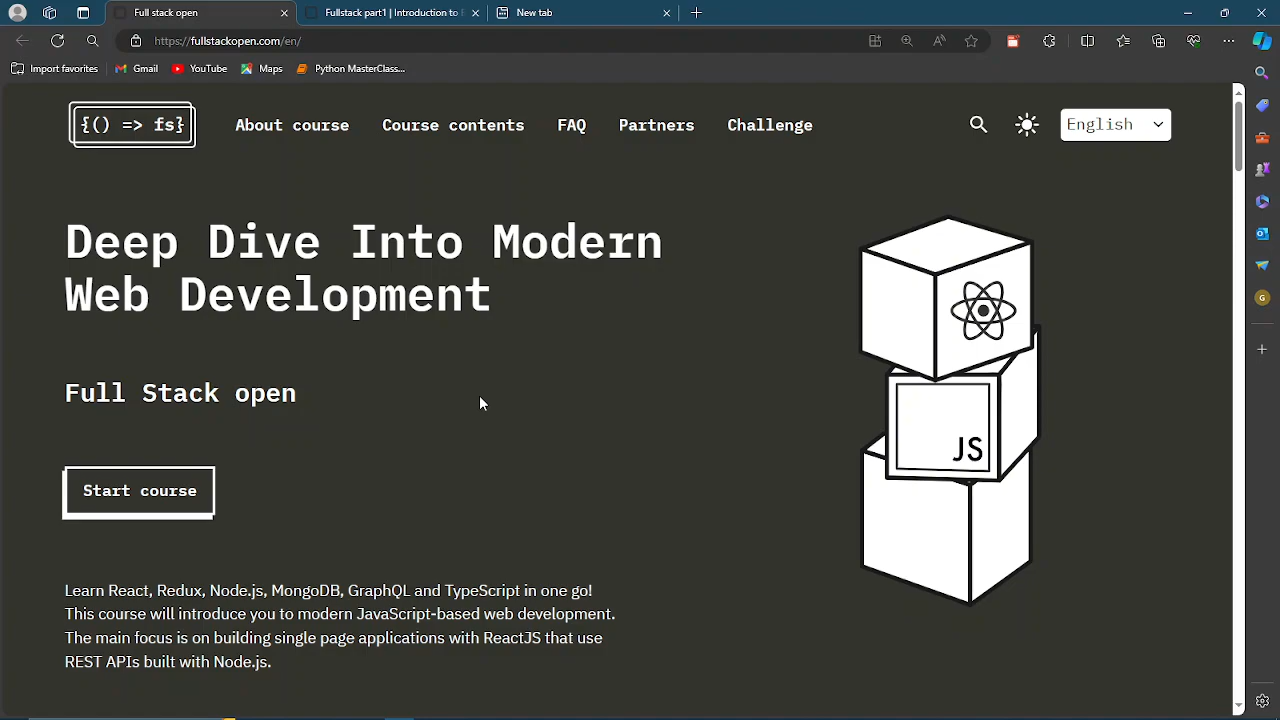 Full stack open
Fullstack part1 | Introduction to
New tab
https://fullstackopen.com/en/
Import favorites
Gmail
YouTube
Maps
Python MasterClass...
{() => fs}
About course
Course contents
FAQ
Partners
Challenge
English
Deep Dive Into Modern
Web Development
Full Stack open
Start course
JS
Learn React, Redux, Node.js, MongoDB, GraphQL and TypeScript in one go!
This course will introduce you to modern JavaScript-based web development.
The main focus is on building single page applications with ReactJS that use
REST APIs built with Node.js.
G